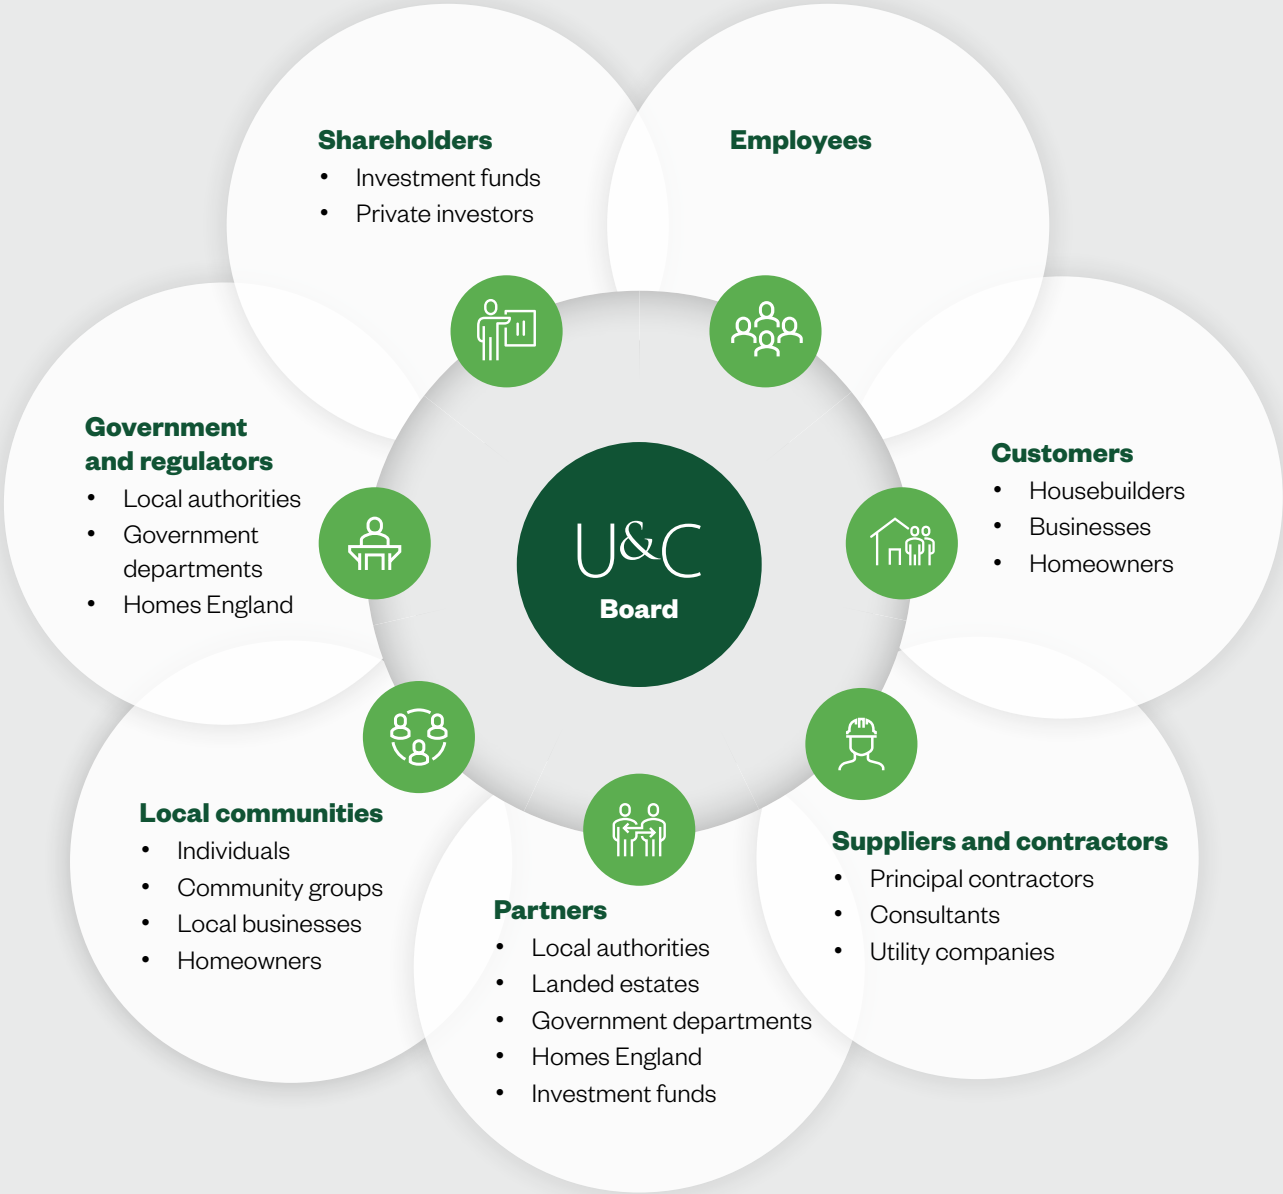 Shareholders
• Investment funds
• Private investors
Employees
Government
and regulators
• Local authorities
• Government
departments
• Homes England
Customers
• Housebuilders
• Businesses
• Homeowners
U&C
Board
Local communities
• Individuals
• Community groups
• Local businesses
• Homeowners
Partners
• Local authorities
• Landed estates
• Government departments
• Homes England
• Investment funds
Suppliers and contractors
• Principal contractors
• Consultants
• Utility companies